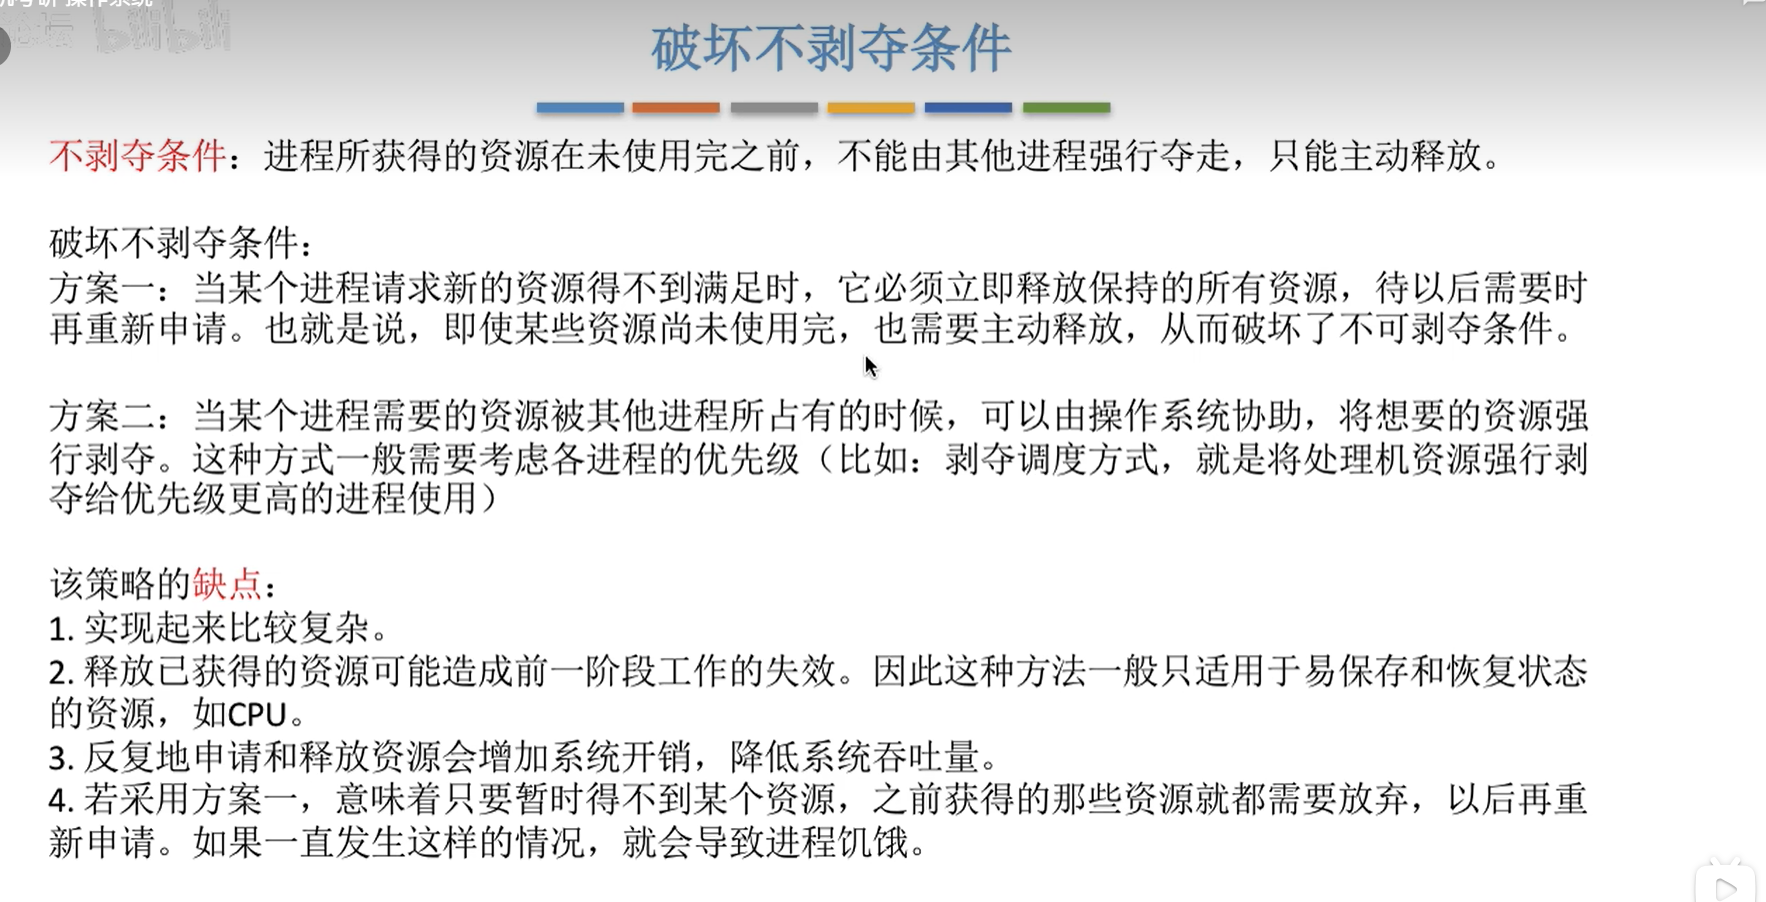 操作系统
bilibili
破坏不剥夺条件
不剥夺条件：进程所获得的资源在未使用完之前，不能由其他进程强行夺走，只能主动释放。
破坏不剥夺条件：
方案一：当某个进程请求新的资源得不到满足时，它必须立即释放保持的所有资源，待以后需要时
再重新申请。也就是说，即使某些资源尚未使用完，也需要主动释放，从而破坏了不可剥夺条件。
方案二：当某个进程需要的资源被其他进程所占有的时候，可以由操作系统协助，将想要的资源强
行剥夺。这种方式一般需要考虑各进程的优先级（比如：剥夺调度方式，就是将处理机资源强行剥
夺给优先级更高的进程使用）
该策略的缺点：
1. 实现起来比较复杂。
2. 释放已获得的资源可能造成前一阶段工作的失效。因此这种方法一般只适用于易保存和恢复状态
的资源，如CPU。
3. 反复地申请和释放资源会增加系统开销，降低系统吞吐量。
4. 若采用方案一，意味着只要暂时得不到某个资源，之前获得的那些资源就都需要放弃，以后再重
新申请。如果一直发生这样的情况，就会导致进程饥饿。